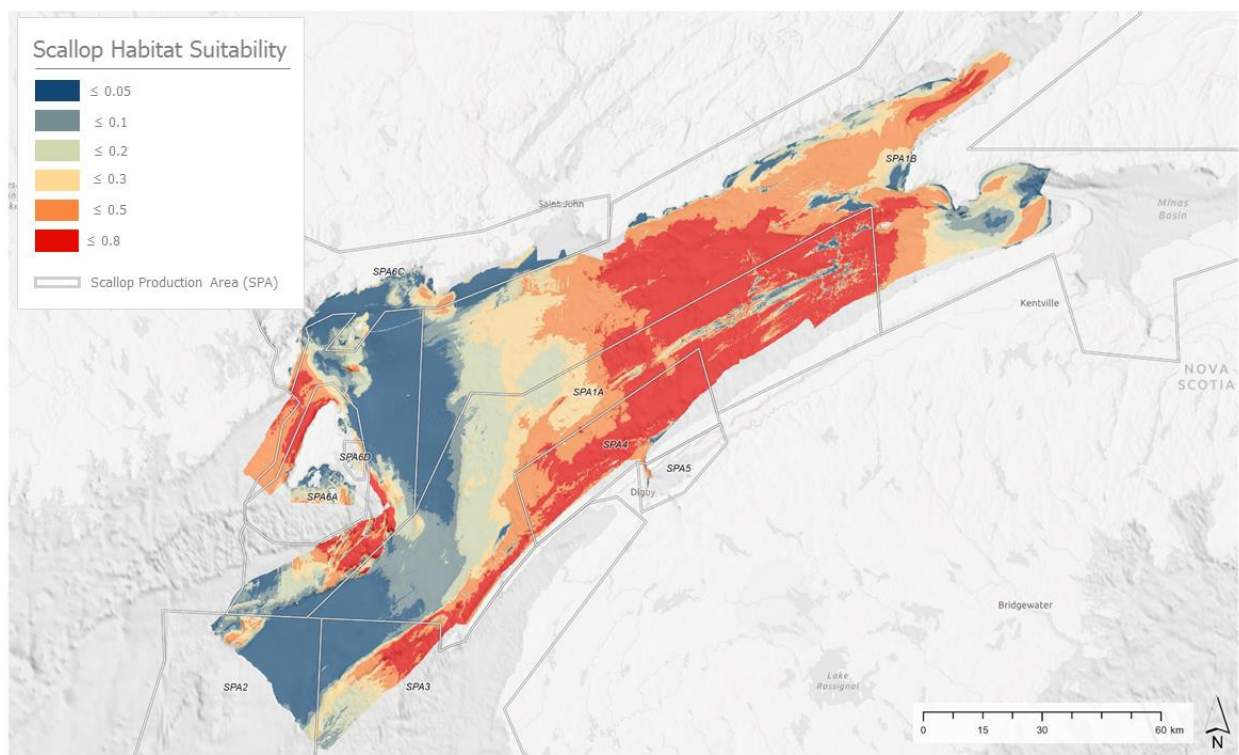 Scallop Habitat Suitability
≤ 0.05
≤ 0.1
≤ 0.2
≤ 0.3
≤ 0.5
≤ 0.8
Scallop Production Area (SPA)
SPA1B
Saint John
Minas
Basin
SPA6C
Kentville
NOVA
SCOTIA
SPA1A
SPA4
SPA6D
SPA5
Digby
SPA6A
Bridgewater
Lake
Rossignol
SPA2
SPA3
0 15 30 60 km
N